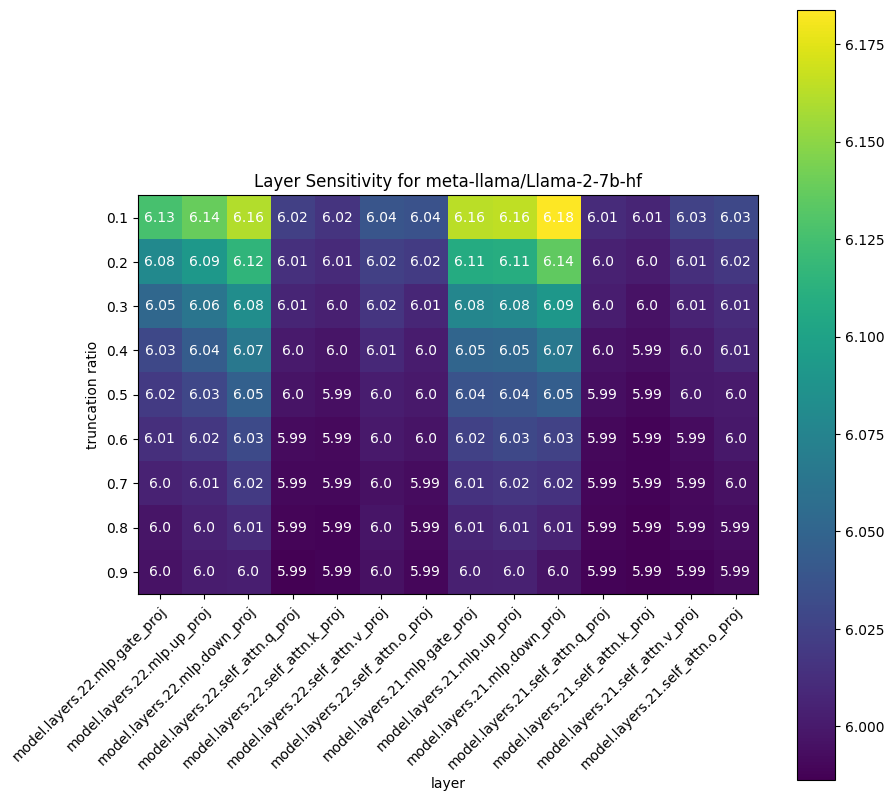 Layer Sensitivity for meta-llama/Llama-2-7b-hf
0.1 6.13 6.14 6.16 6.02 6.02 6.04 6.04 6.16 6.16 6.18 6.01 6.01 6.03 6.03
0.2 6.08 6.09 6.12 6.01 6.01 6.02 6.02 6.11 6.11 6.14 6.0 6.0 6.01 6.02
0.3 6.05 6.06 6.08 6.01 6.0 6.02 6.01 6.08 6.08 6.09 6.01 6.0 6.01 6.01
0.4 6.03 6.04 6.07 6.0 6.0 6.01 6.0 6.05 6.05 6.07 6.0 5.99 6.0 6.01
0.5 6.02 6.03 6.05 6.0 5.99 6.0 6.0 6.04 6.04 6.05 5.99 5.99 6.0 6.0
0.6 6.01 6.02 6.03 5.99 5.99 6.0 6.0 6.02 6.03 6.03 5.99 5.99 5.99 6.0
0.7 6.0 6.01 6.02 5.99 5.99 6.0 5.99 6.01 6.02 6.02 5.99 5.99 5.99 6.0
0.8 6.0 6.0 6.01 5.99 5.99 6.0 5.99 6.01 6.01 6.01 5.99 5.99 5.99 5.99
0.9 6.0 6.0 6.0 5.99 5.99 6.0 5.99 6.0 6.0 6.0 5.99 5.99 5.99 5.99
truncation ratio
model.layers.22.mlp.gate_proj
model.layers.22.mlp.up_proj
model.layers.22.mlp.down_proj
model.layers.22.self_attn.q_proj
model.layers.22.self_attn.k_proj
model.layers.22.self_attn.v_proj
model.layers.22.self_attn.o_proj
model.layers.21.mlp.gate_proj
model.layers.21.mlp.up_proj
model.layers.21.mlp.down_proj
model.layers.21.self_attn.q_proj
model.layers.21.self_attn.k_proj
model.layers.21.self_attn.v_proj
model.layers.21.self_attn.o_proj
layer
6.175
6.150
6.125
6.100
6.075
6.050
6.025
6.000